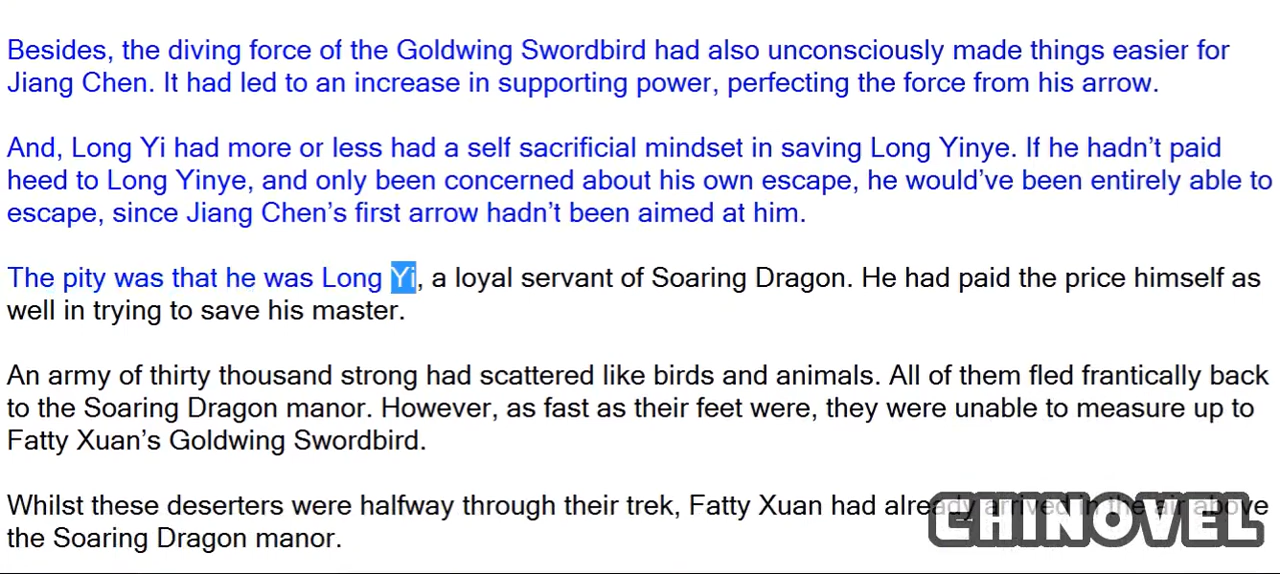 Besides, the diving force of the Goldwing Swordbird had also unconsciously made things easier for
Jiang Chen. It had led to an increase in supporting power, perfecting the force from his arrow.
And, Long Yi had more or less had a self sacrificial mindset in saving Long Yinye. If he hadn’t paid
heed to Long Yinye, and only been concerned about his own escape, he would’ve been entirely able to
escape, since Jiang Chen’s first arrow hadn’t been aimed at him.
The pity was that he was Long Yi, a loyal servant of Soaring Dragon. He had paid the price himself as
well in trying to save his master.
An army of thirty thousand strong had scattered like birds and animals. All of them fled frantically back
to the Soaring Dragon manor. However, as fast as their feet were, they were unable to measure up to
Fatty Xuan’s Goldwing Swordbird.
Whilst these deserters were halfway through their trek, Fatty Xuan had already arrived in the air above
the Soaring Dragon manor.
CHINOVEL